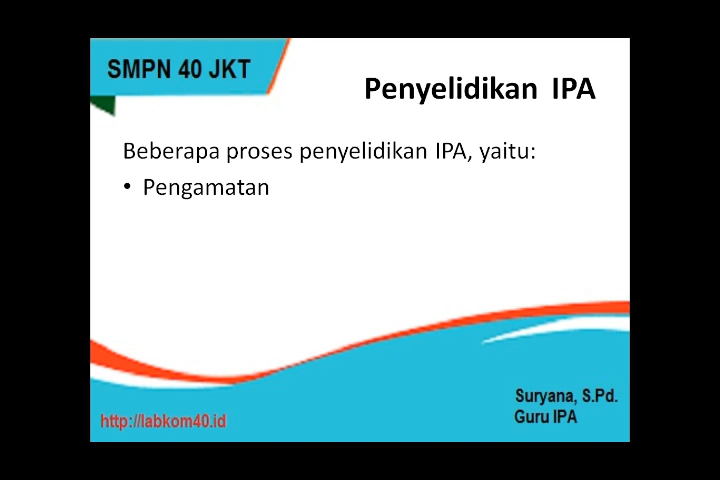 SMPN 40 JKT
Penyelidikan IPA
Beberapa proses penyelidikan IPA, yaitu:
• Pengamatan
Suryana, S.Pd.
Guru IPA
http://labkom40.id